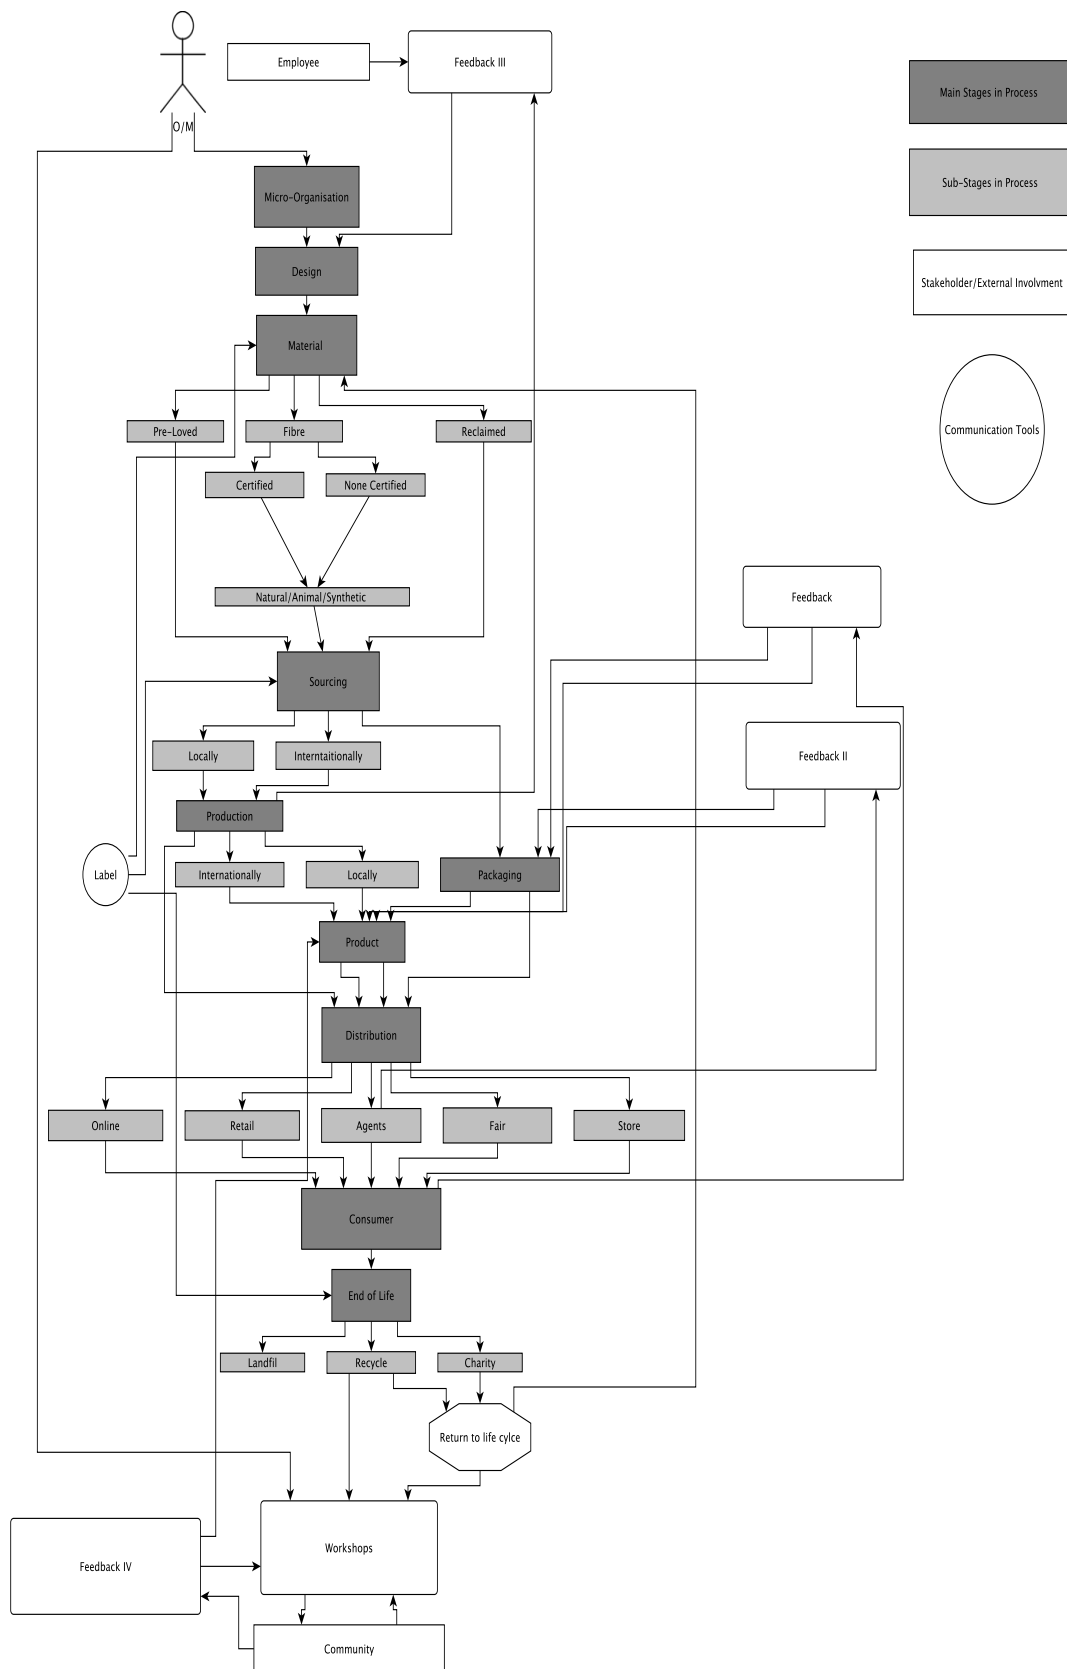 Employee
Feedback III
Main Stages in Process
O/M
Micro-Organisation
Sub-Stages in Process
Design
Stakeholder/External Involvment
Material
Pre-Loved
Fibre
Reclaimed
Communication Tools
Certified
None Certified
Natural/Animal/Synthetic
Feedback
Sourcing
Locally
Interntaitionally
Feedback II
Production
Label
Internationally
Locally
Packaging
Product
Distribution
Online
Retail
Agents
Fair
Store
Consumer
End of Life
Landfil
Recycle
Charity
Return to life cylce
Workshops
Feedback IV
Community